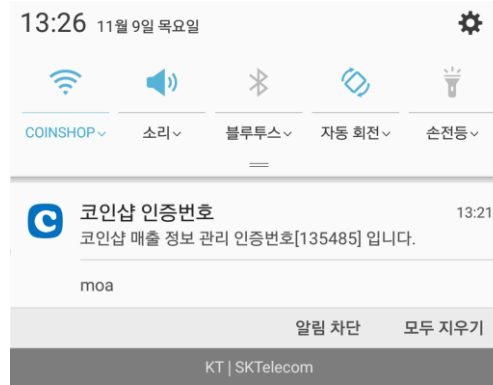 13:26 11월 9일 목요일
COINSHOP 소리 블루투스 자동 회전 손전등
코인샵 인증번호 13:21
코인샵 매출 정보 관리 인증번호[135485] 입니다.
moa
알림 차단 모두 지우기
KT | SKTelecom